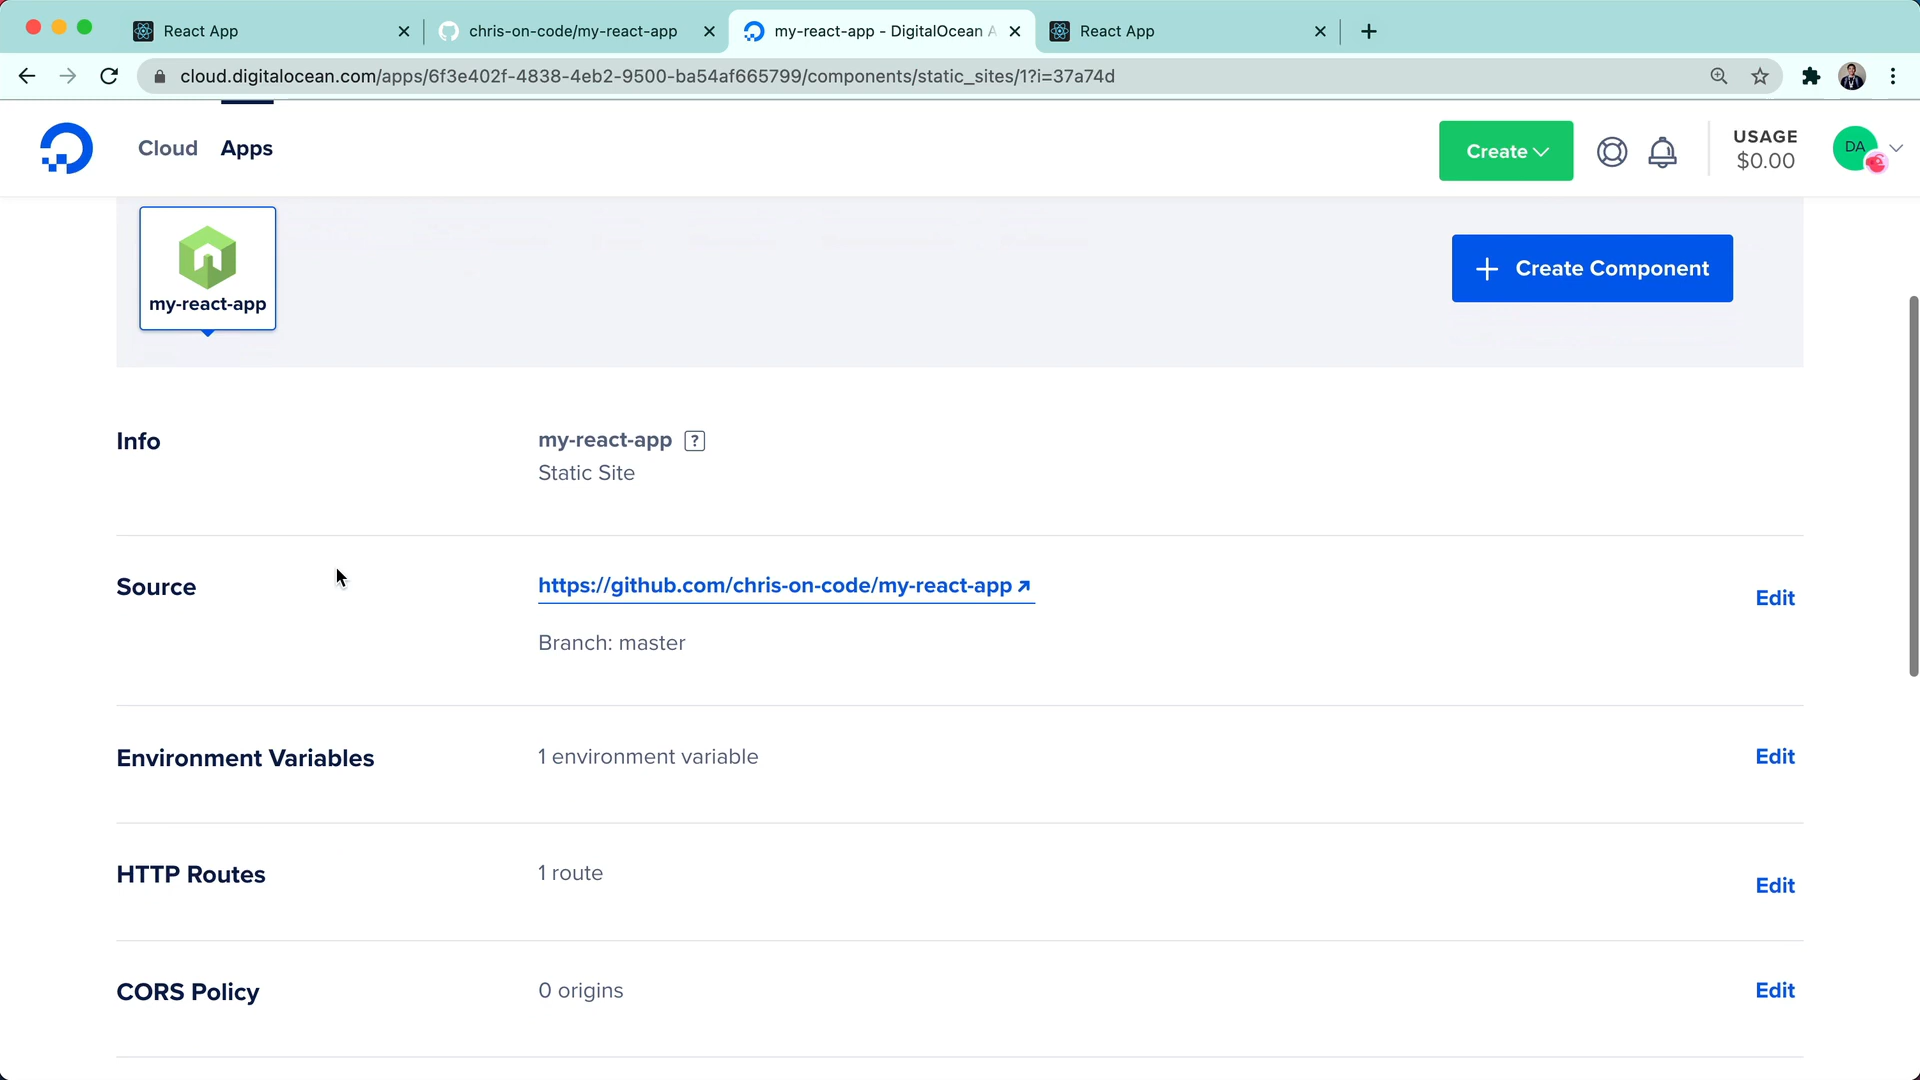 React App
chris-on-code/my-react-app
my-react-app - DigitalOcean A
React App
cloud.digitalocean.com/apps/6f3e402f-4838-4eb2-9500-ba54af665799/components/static_sites/1?i=37a74d
Cloud
Apps
Create
USAGE
$0.00
DA
my-react-app
Create Component
Info
my-react-app ?
Static Site
Source
https://github.com/chris-on-code/my-react-app
Edit
Branch: master
Environment Variables
1 environment variable
Edit
HTTP Routes
1 route
Edit
CORS Policy
0 origins
Edit